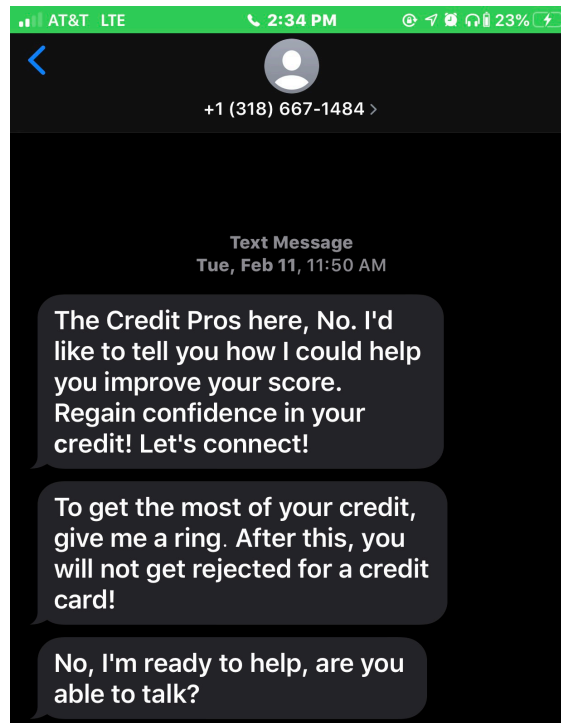 AT&T LTE 2:34 PM 23%
+1 (318) 667-1484 >
Text Message
Tue, Feb 11, 11:50 AM
The Credit Pros here, No. I'd
like to tell you how I could help
you improve your score.
Regain confidence in your
credit! Let's connect!
To get the most of your credit,
give me a ring. After this, you
will not get rejected for a credit
card!
No, I'm ready to help, are you
able to talk?